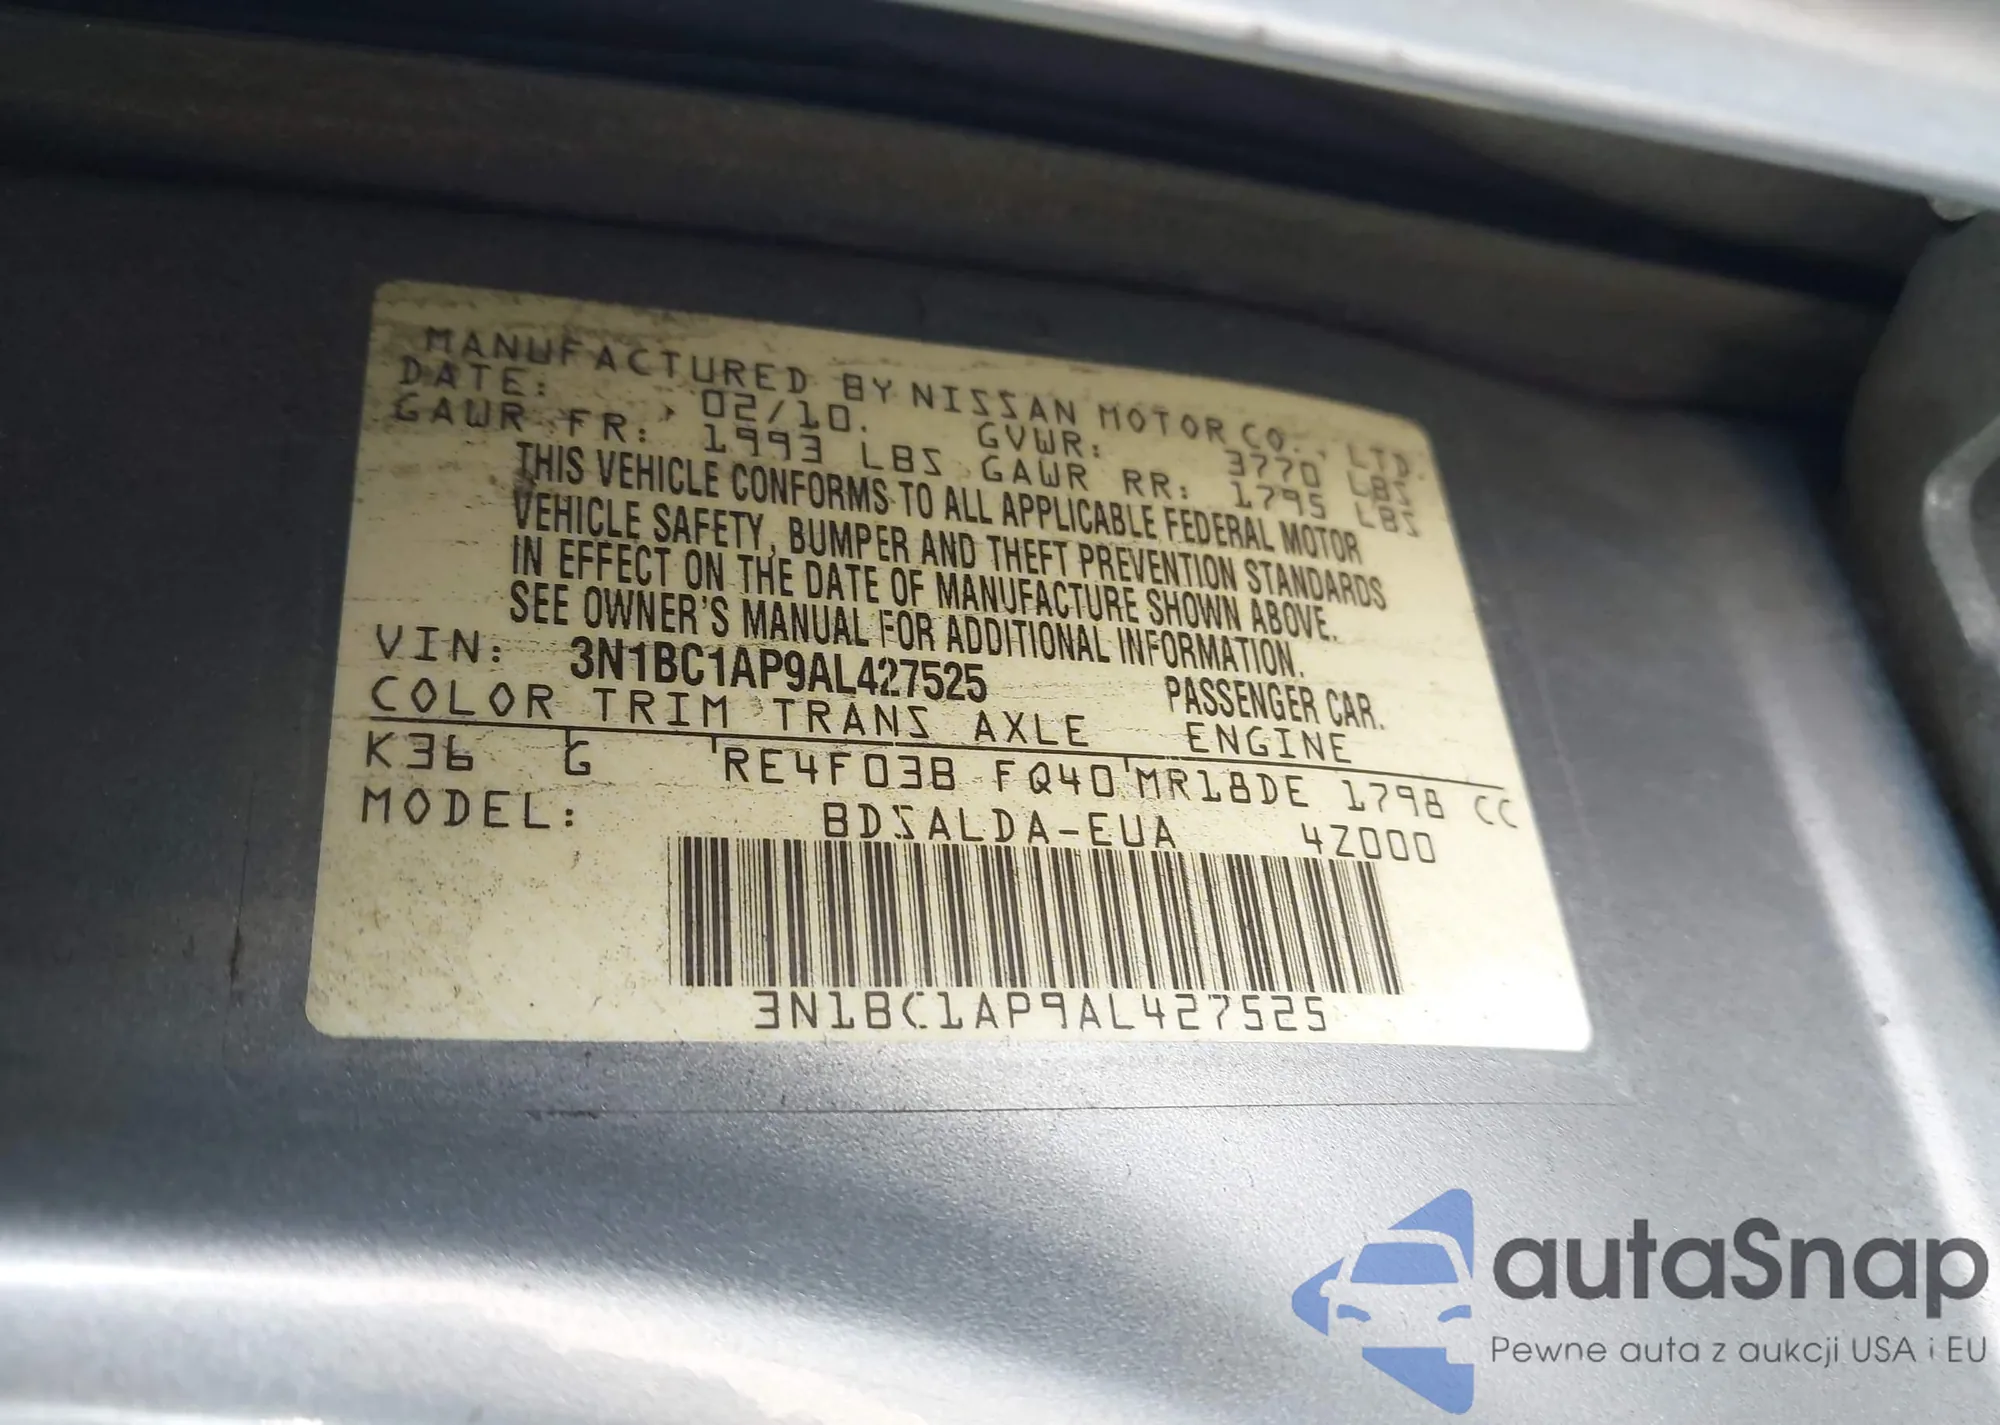 MANUFACTURED BY NISSAN MOTOR CO., LTD.
DATE: 02/10. GVWR: 3770 LBS
GAWR FR: 1993 LBS GAWR RR: 1795 LBS
THIS VEHICLE CONFORMS TO ALL APPLICABLE FEDERAL MOTOR
VEHICLE SAFETY, BUMPER AND THEFT PREVENTION STANDARDS
IN EFFECT ON THE DATE OF MANUFACTURE SHOWN ABOVE.
SEE OWNER'S MANUAL FOR ADDITIONAL INFORMATION.
VIN: 3N1BC1AP9AL427525 PASSENGER CAR.
COLOR TRIM TRANS AXLE ENGINE
K36 G RE4F03B FQ40 MR18DE 1798 CC
MODEL: BDSALDA-EUA 4Z000
3N1BC1AP9AL427525
autaSnap
Pewne auta z aukcji USA i EU